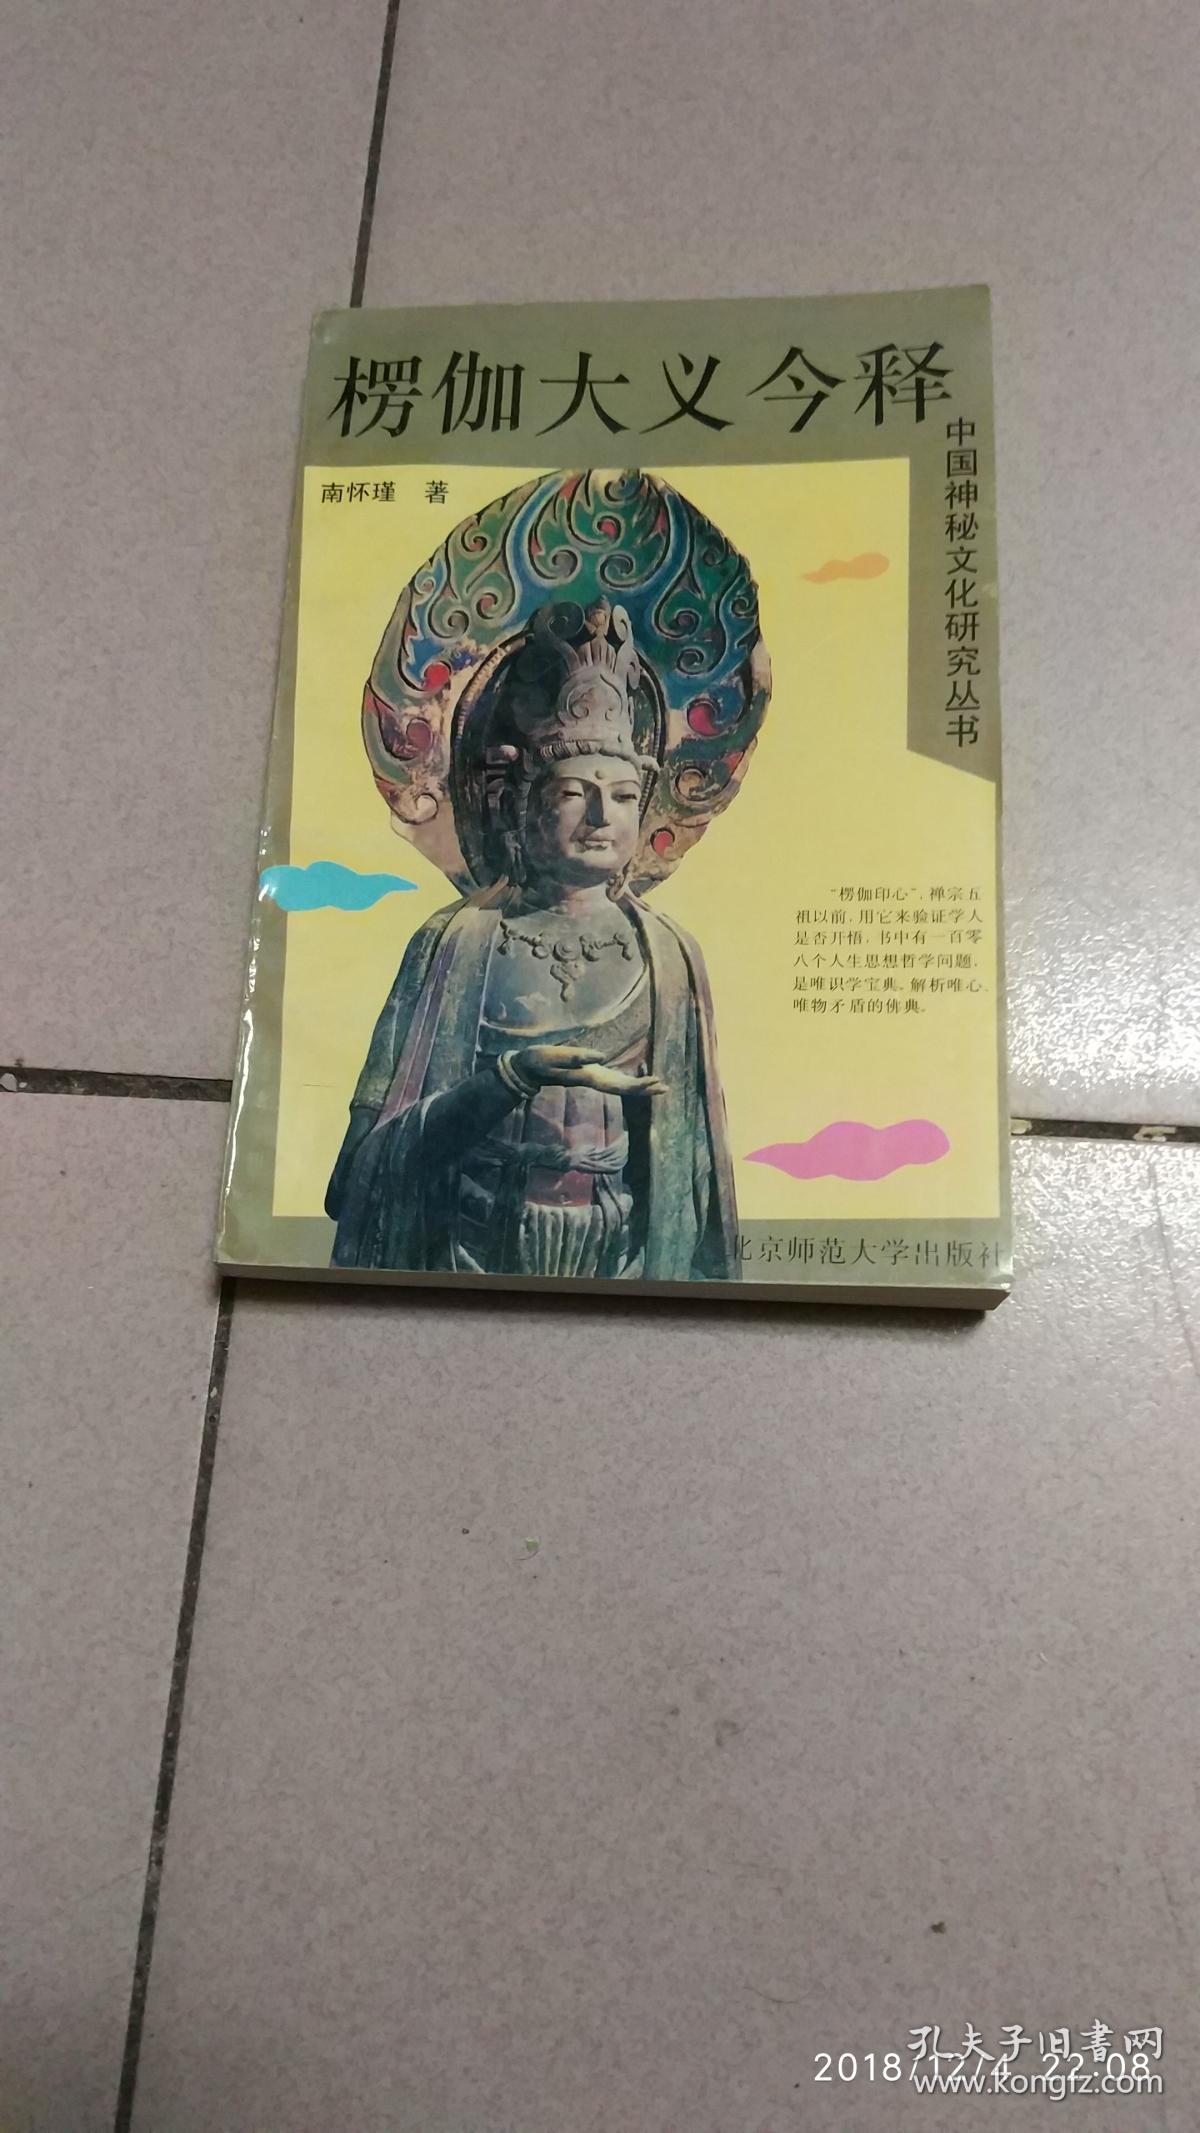 楞伽大义今释
中国神秘文化研究丛书
南怀瑾 著
“楞伽印心”，禅宗五
祖以前，用它来验证学人
是否开悟，书中有一百零
八个人生思想哲学问题，
是唯识学宝典。解析唯心、
唯物矛盾的佛典。
北京师范大学出版社
孔夫子旧書网
2018/12/4 22:08
www.kongfz.com